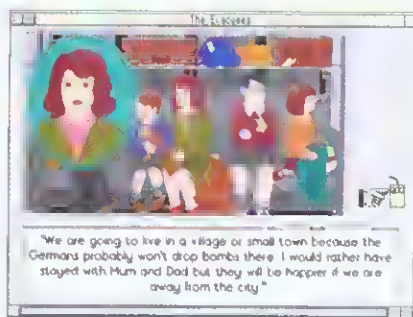 The Evacuees
"We are going to live in a village or small town because the
Germans probably won't drop bombs there. I would rather have
stayed with Mum and Dad but they will be happier if we are
away from the city."